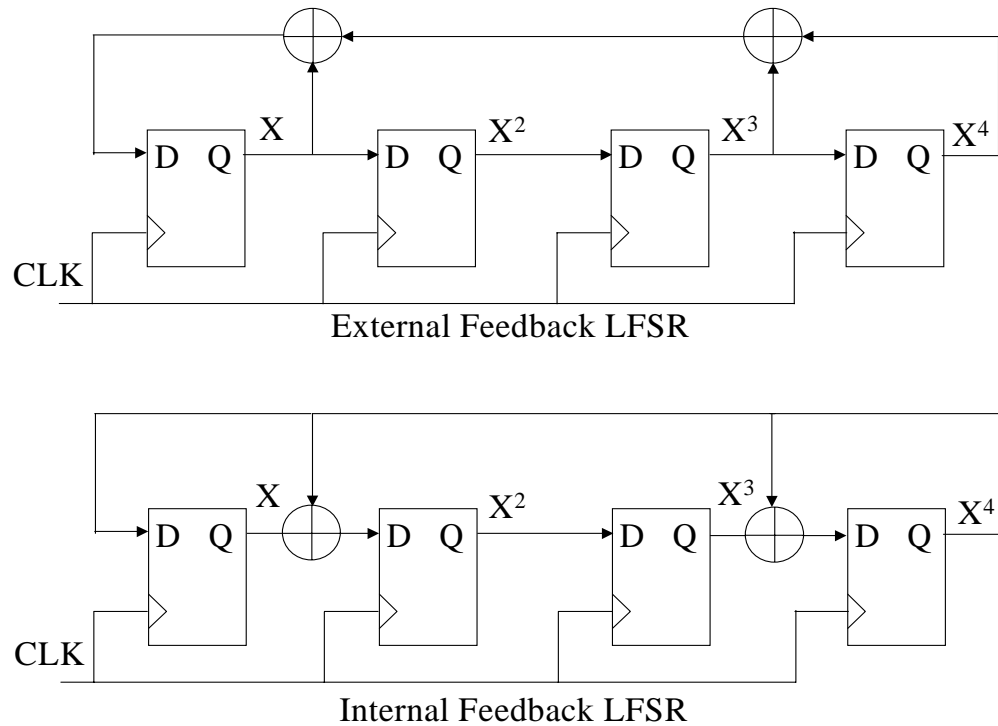 X X² X³ X⁴
D Q D Q D Q D Q
CLK
External Feedback LFSR
X X² X³ X⁴
D Q D Q D Q D Q
CLK
Internal Feedback LFSR